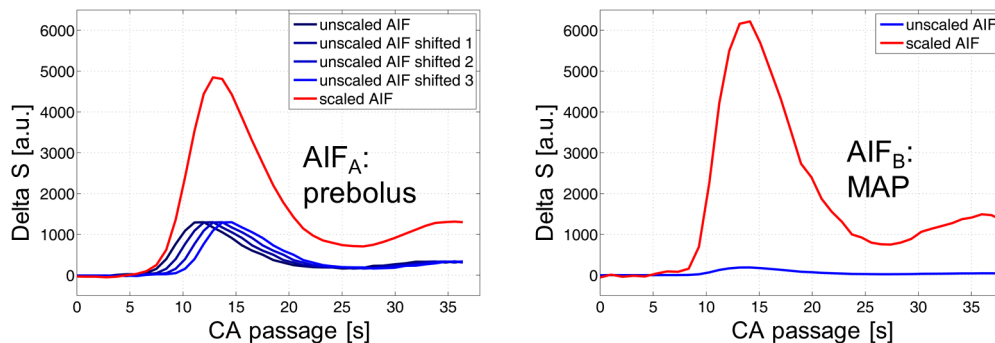 6000
5000
4000
3000
2000
1000
0
Delta S [a.u.]
unscaled AIF
unscaled AIF shifted 1
unscaled AIF shifted 2
unscaled AIF shifted 3
scaled AIF
AIFA:
prebolus
0 5 10 15 20 25 30 35
CA passage [s]
6000
5000
4000
3000
2000
1000
0
Delta S [a.u.]
unscaled AIF
scaled AIF
AIFB:
MAP
0 5 10 15 20 25 30 35
CA passage [s]